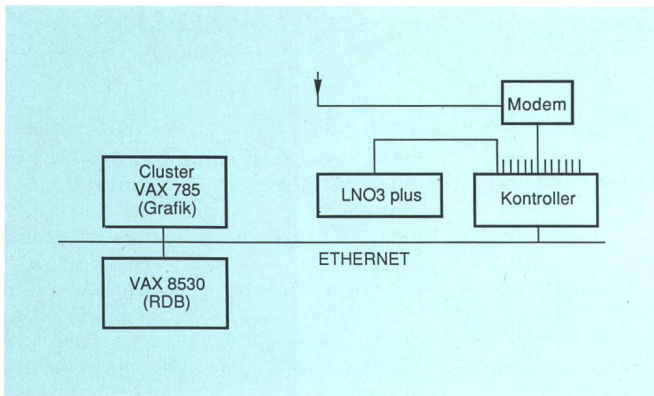 Modem
Cluster
VAX 785
(Grafik)
LNO3 plus
Kontroller
ETHERNET
VAX 8530
(RDB)